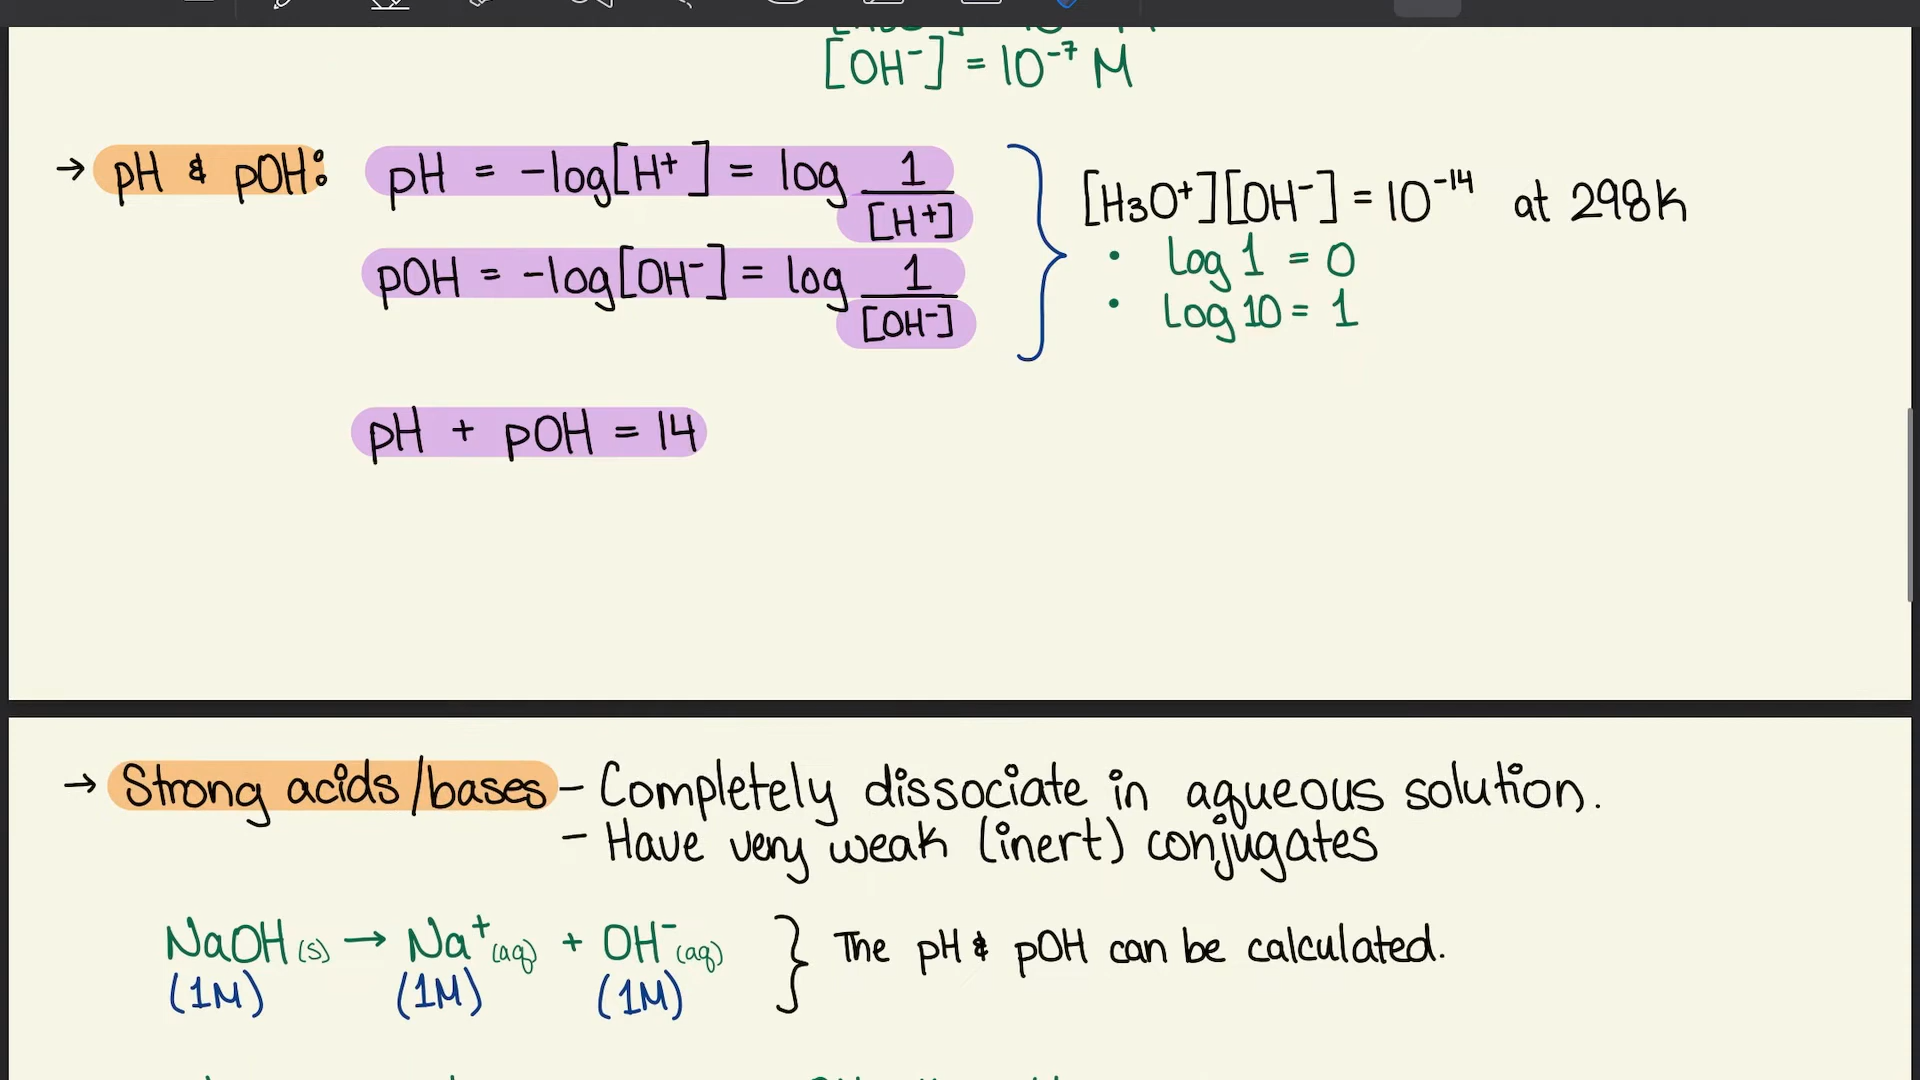 [OH⁻] = 10⁻⁷ M
→ pH & pOH: pH = -log[H⁺] = log 1/[H⁺]
pOH = -log[OH⁻] = log 1/[OH⁻]
[H3O⁺][OH⁻] = 10⁻¹⁴ at 298K
• Log 1 = 0
• Log 10 = 1
pH + pOH = 14
→ Strong acids/bases - Completely dissociate in aqueous solution.
- Have very weak (inert) conjugates
NaOH(s) → Na⁺(aq) + OH⁻(aq) } The pH & pOH can be calculated.
(1M) (1M) (1M)